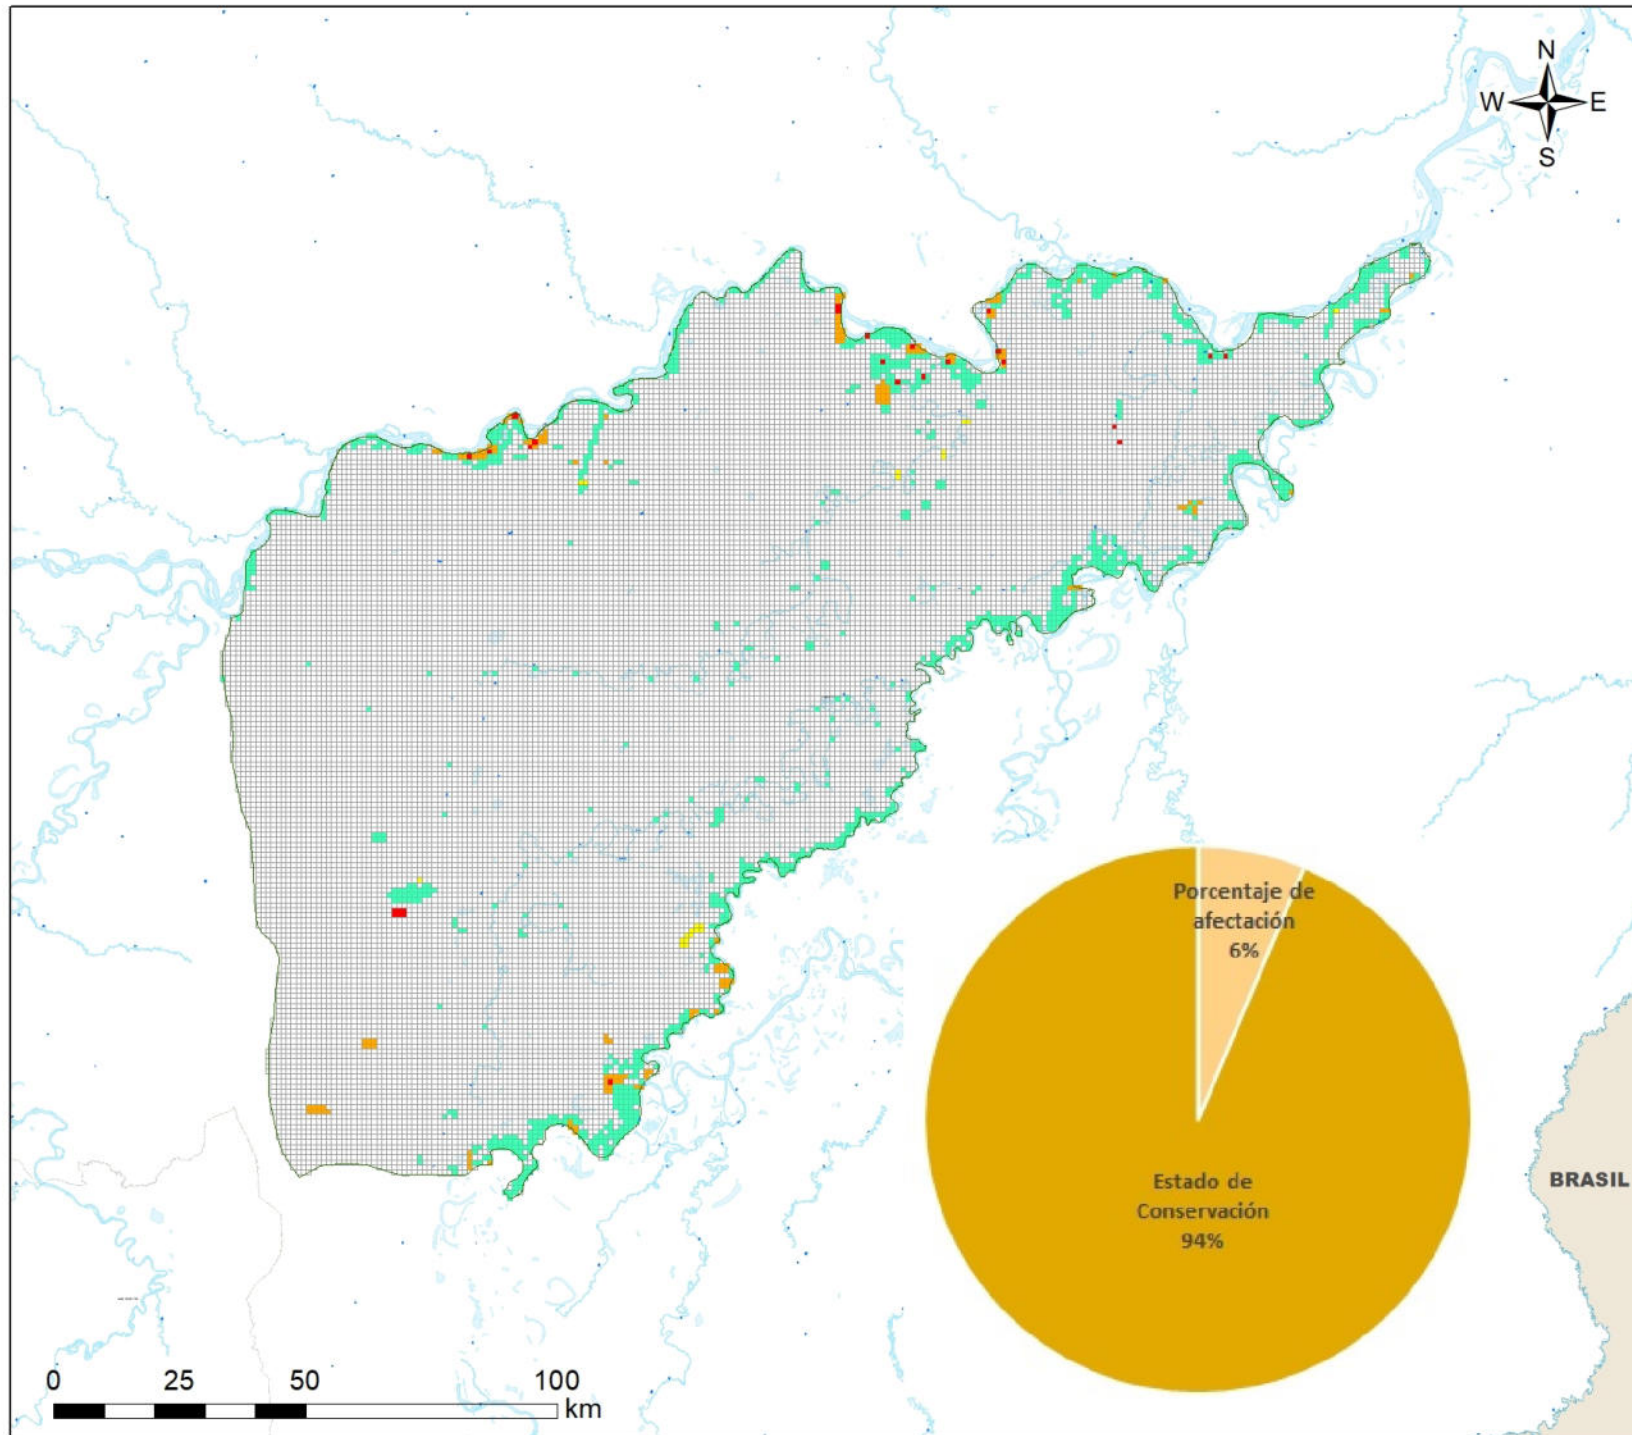 N
W E
S
Porcentaje de
afectación
6%
Estado de
Conservación
94%
BRASIL
0 25 50 100
km